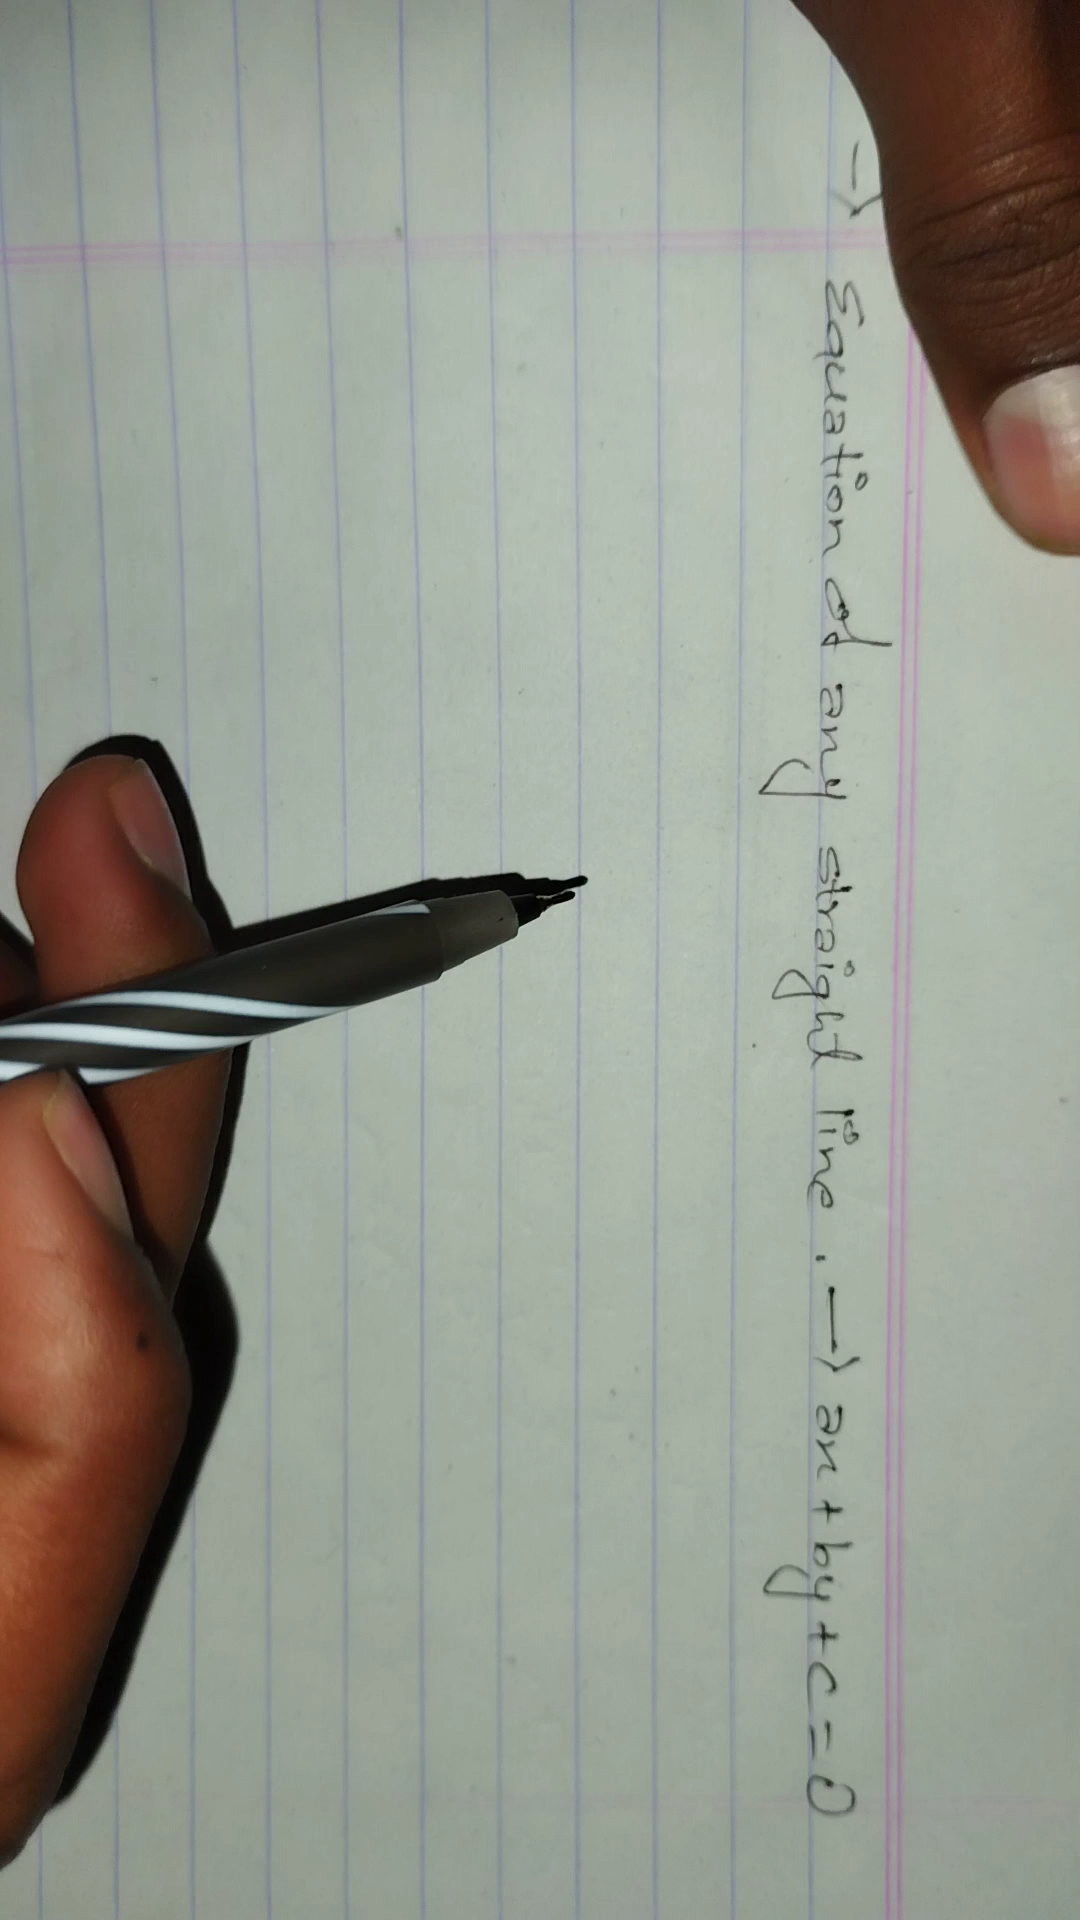 → Equation of any straight line. → ax + by + c = 0